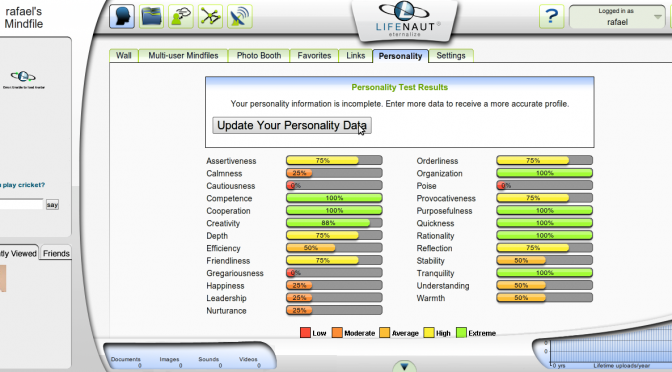 rafael's
Mindfile
LIFENAUT
eternalize
Logged in as
rafael
Wall
Multi-user Mindfiles
Photo Booth
Favorites
Links
Personality
Settings
Personality Test Results
Your personality information is incomplete. Enter more data to receive a more accurate profile.
Update Your Personality Data
Assertiveness 75%
Calmness 25%
Cautiousness 0%
Competence 100%
Cooperation 100%
Creativity 88%
Depth 75%
Efficiency 50%
Friendliness 75%
Gregariousness 0%
Happiness 25%
Leadership 25%
Nurturance 25%
Orderliness 75%
Organization 100%
Poise 0%
Provocativeness 75%
Purposefulness 100%
Quickness 100%
Rationality 100%
Reflection 75%
Stability 50%
Tranquility 100%
Understanding 50%
Warmth 50%
Low
Moderate
Average
High
Extreme
play cricket?
say
Viewed
Friends
Documents
0
Images
0
Sounds
0
Videos
0
0
0
0 yrs
Lifetime uploads/year